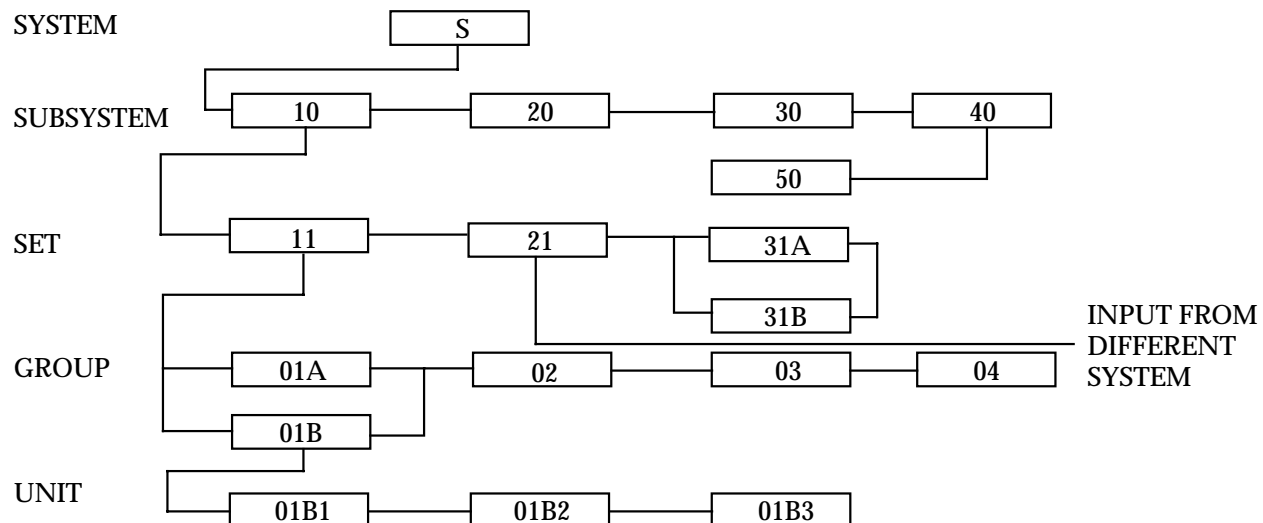 SYSTEM
S
SUBSYSTEM
10
20
30
40
50
SET
11
21
31A
31B
INPUT FROM
DIFFERENT
SYSTEM
GROUP
01A
02
03
04
01B
UNIT
01B1
01B2
01B3